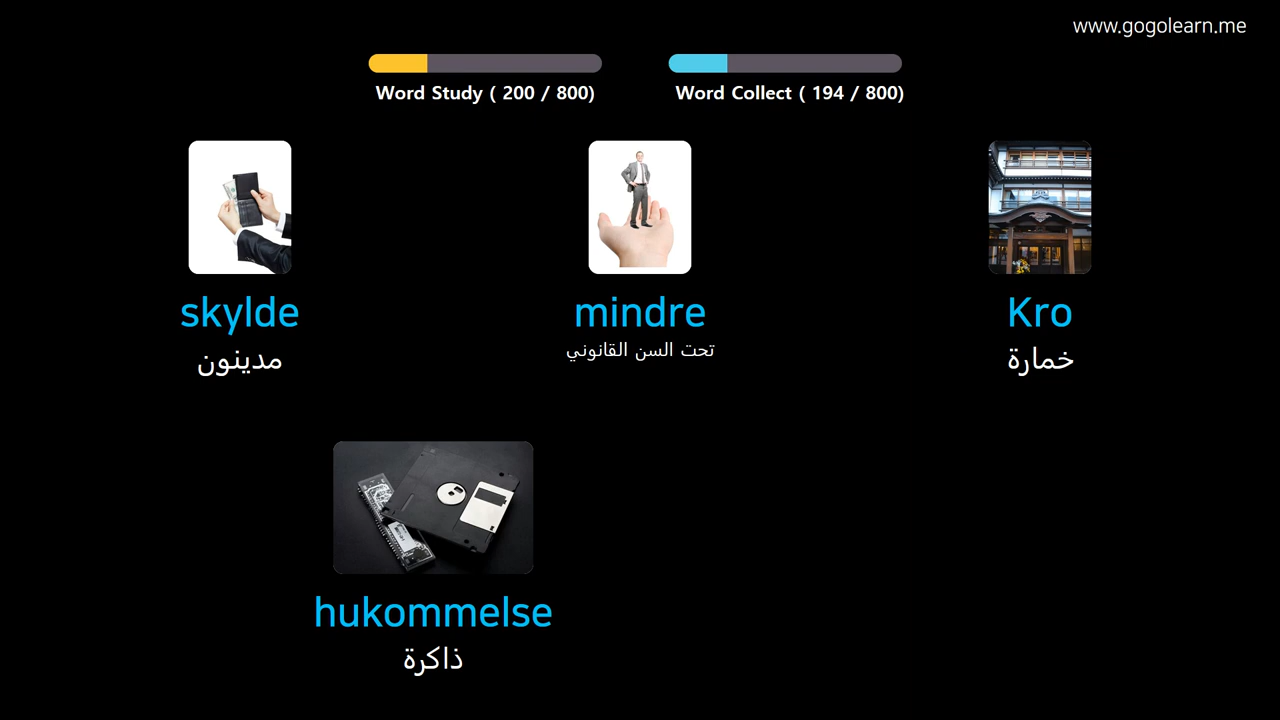 www.gogolearn.me
Word Study ( 200 / 800)
Word Collect ( 194 / 800)
skylde
مدينون
mindre
تحت السن القانوني
Kro
خمارة
hukommelse
ذاكرة